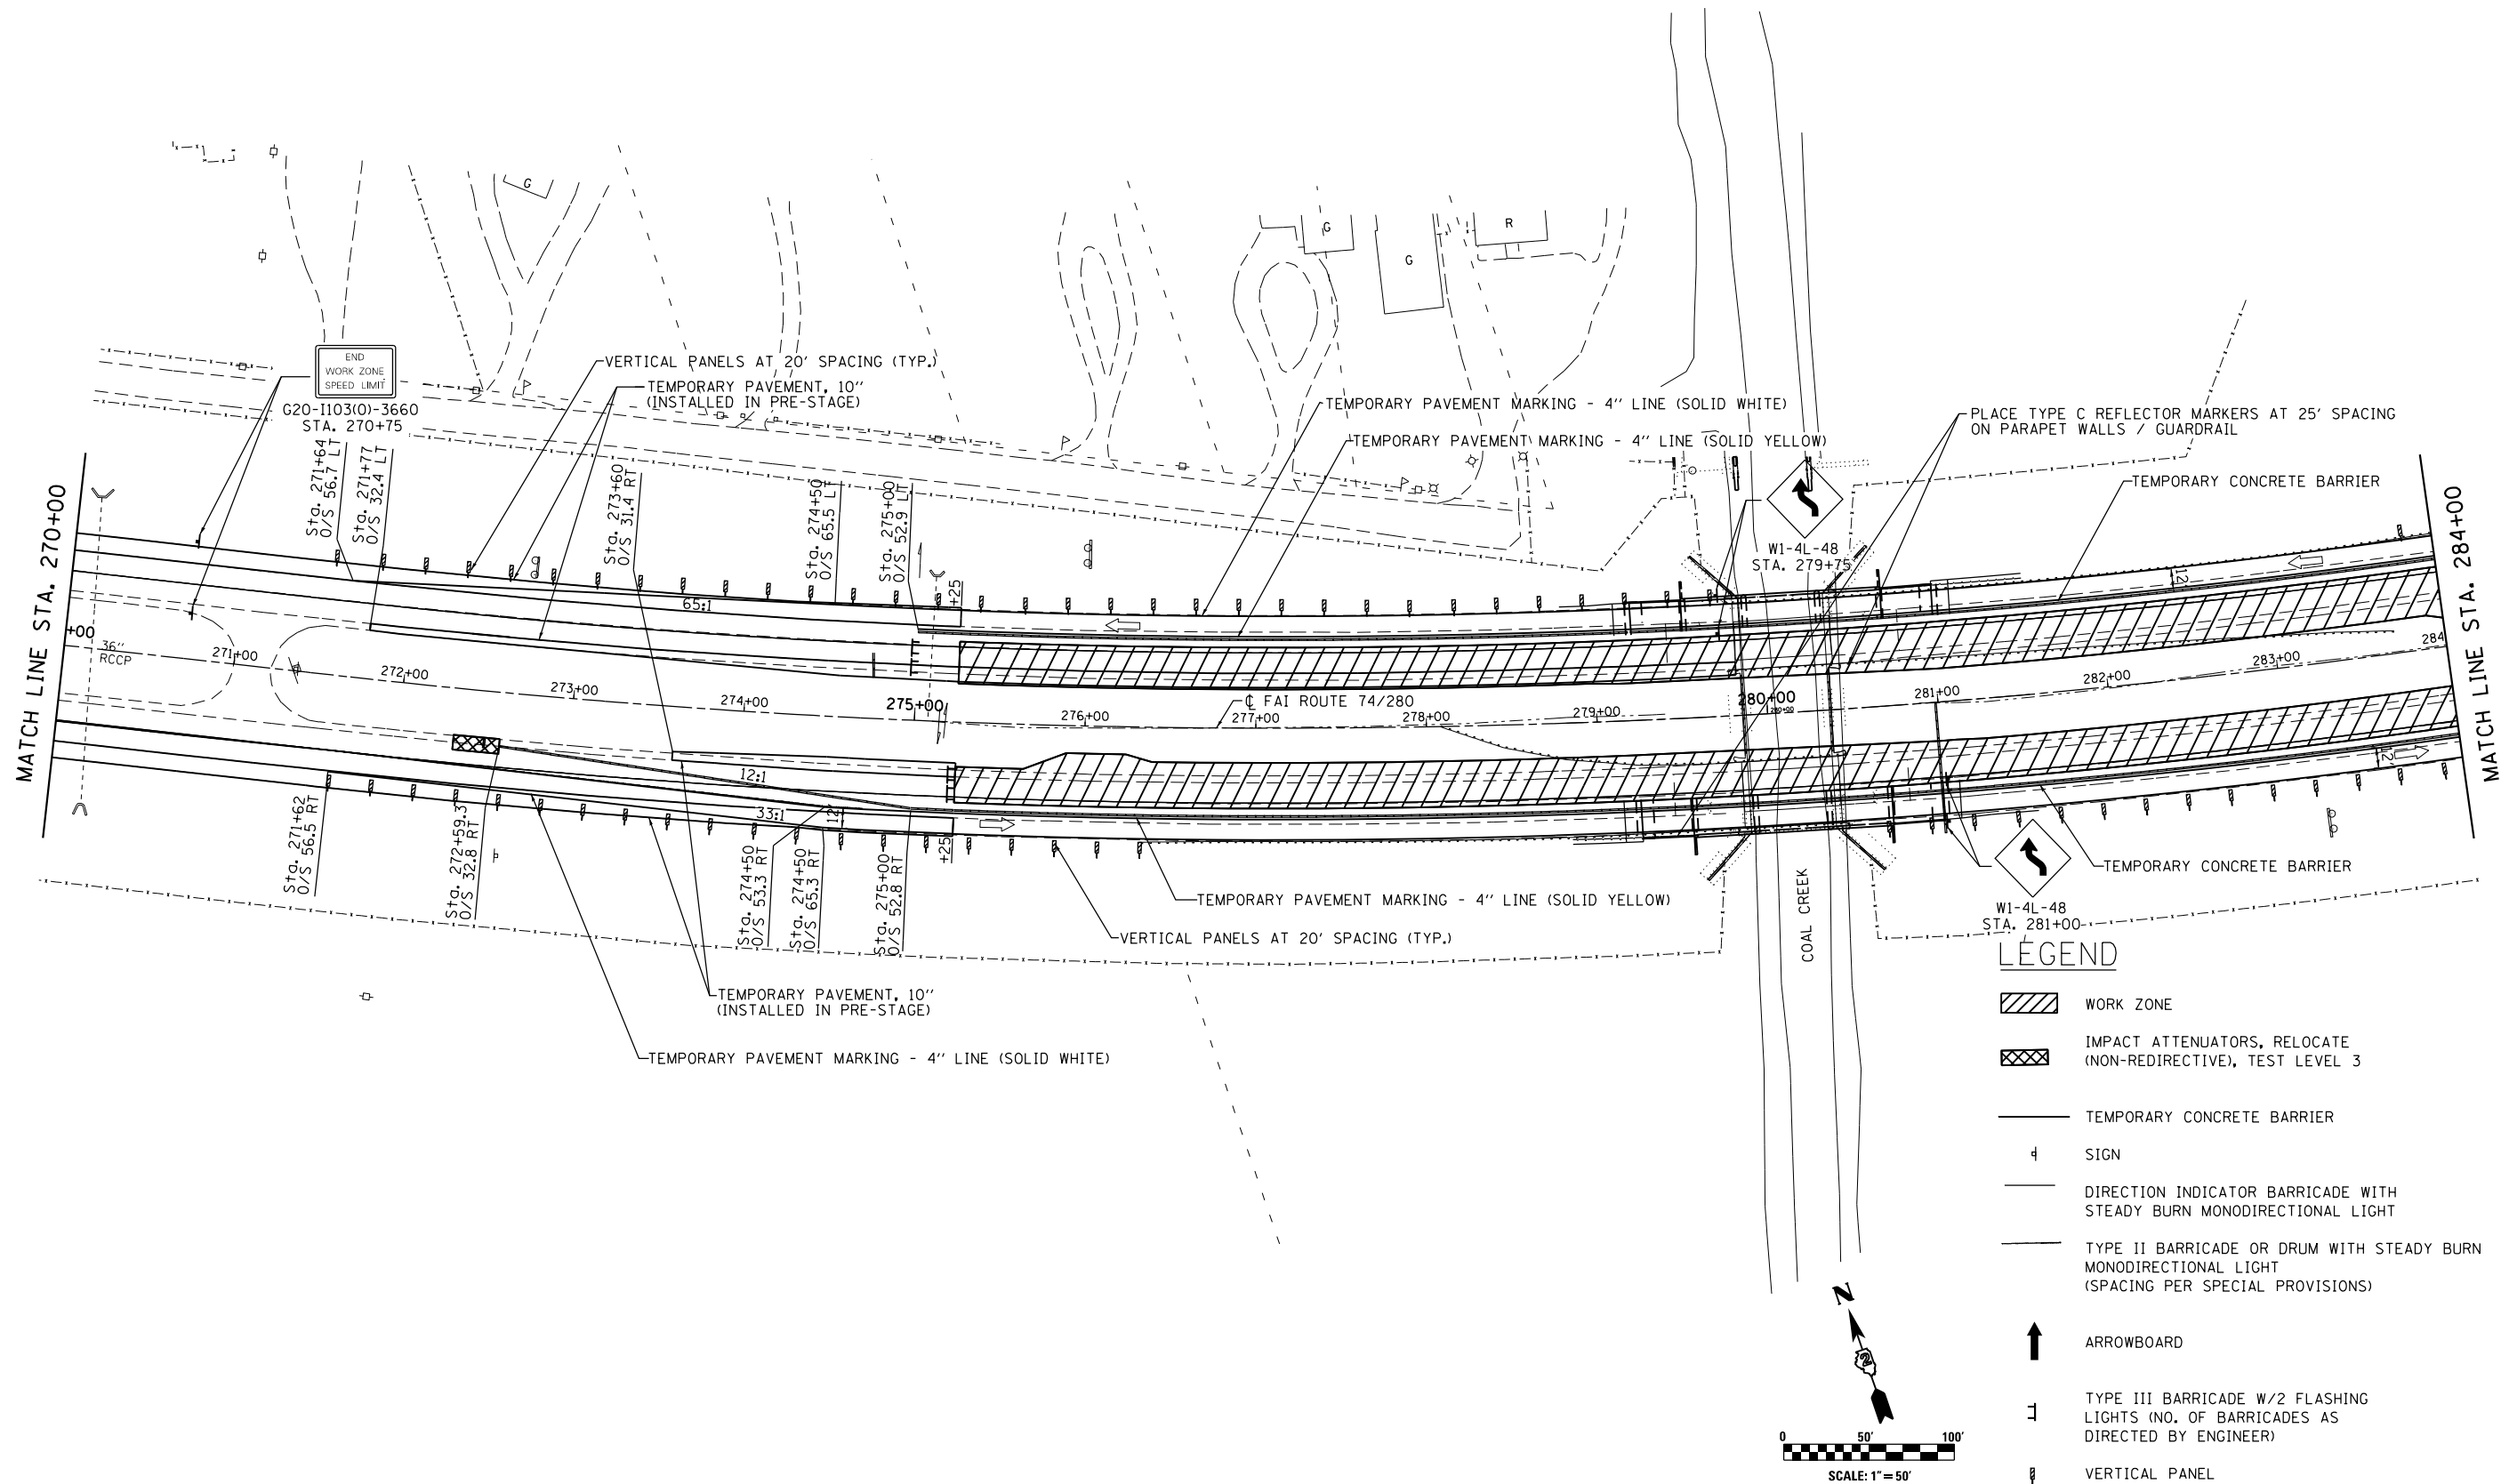 G
G
G
R
END
WORK ZONE
SPEED LIMIT
G20-I103(0)-3660
STA. 270+75
VERTICAL PANELS AT 20' SPACING (TYP.)
TEMPORARY PAVEMENT, 10"
(INSTALLED IN PRE-STAGE)
TEMPORARY PAVEMENT MARKING - 4" LINE (SOLID WHITE)
TEMPORARY PAVEMENT MARKING - 4" LINE (SOLID YELLOW)
PLACE TYPE C REFLECTOR MARKERS AT 25' SPACING
ON PARAPET WALLS / GUARDRAIL
TEMPORARY CONCRETE BARRIER
W1-4L-48
STA. 279+75
MATCH LINE STA. 270+00
MATCH LINE STA. 284+00
Sta. 271+64
O/S 56.7 LT
Sta. 271+77
O/S 32.4 LT
Sta. 273+60
O/S 31.4 RT
Sta. 274+50
O/S 65.5 LT
Sta. 275+00
O/S 52.9 LT
+25
65:1
12
+00
36"
RCCP
271+00
272+00
273+00
274+00
275+00
276+00
277+00
278+00
279+00
280+00
281+00
282+00
283+00
284
℄ FAI ROUTE 74/280
12:1
33:1
12
12
+25
Sta. 271+62
O/S 56.5 RT
Sta. 272+59.3
O/S 32.8 RT
Sta. 274+50
O/S 53.3 RT
Sta. 274+50
O/S 65.3 RT
Sta. 275+00
O/S 52.8 RT
TEMPORARY PAVEMENT MARKING - 4" LINE (SOLID YELLOW)
VERTICAL PANELS AT 20' SPACING (TYP.)
TEMPORARY PAVEMENT, 10"
(INSTALLED IN PRE-STAGE)
TEMPORARY PAVEMENT MARKING - 4" LINE (SOLID WHITE)
COAL CREEK
TEMPORARY CONCRETE BARRIER
W1-4L-48
STA. 281+00
LEGEND
WORK ZONE
IMPACT ATTENUATORS, RELOCATE
(NON-REDIRECTIVE), TEST LEVEL 3
TEMPORARY CONCRETE BARRIER
SIGN
DIRECTION INDICATOR BARRICADE WITH
STEADY BURN MONODIRECTIONAL LIGHT
TYPE II BARRICADE OR DRUM WITH STEADY BURN
MONODIRECTIONAL LIGHT
(SPACING PER SPECIAL PROVISIONS)
ARROWBOARD
TYPE III BARRICADE W/2 FLASHING
LIGHTS (NO. OF BARRICADES AS
DIRECTED BY ENGINEER)
VERTICAL PANEL
N
2
0 50' 100'
SCALE: 1" = 50'